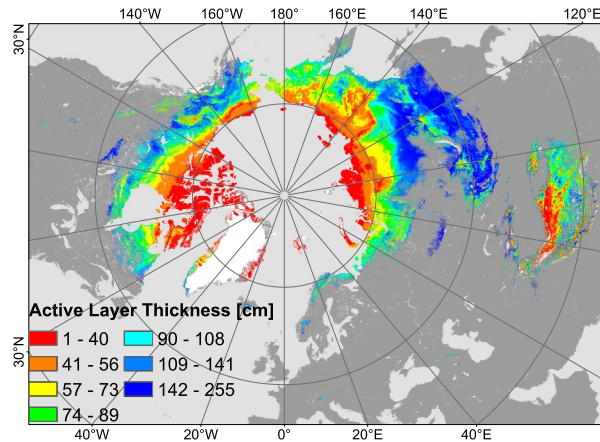 140°W 160°W 180° 160°E 140°E 120°E
30°N
30°N
Active Layer Thickness [cm]
1 - 40 90 - 108
41 - 56 109 - 141
57 - 73 142 - 255
74 - 89
30°N
40°W 20°W 0° 20°E 40°E